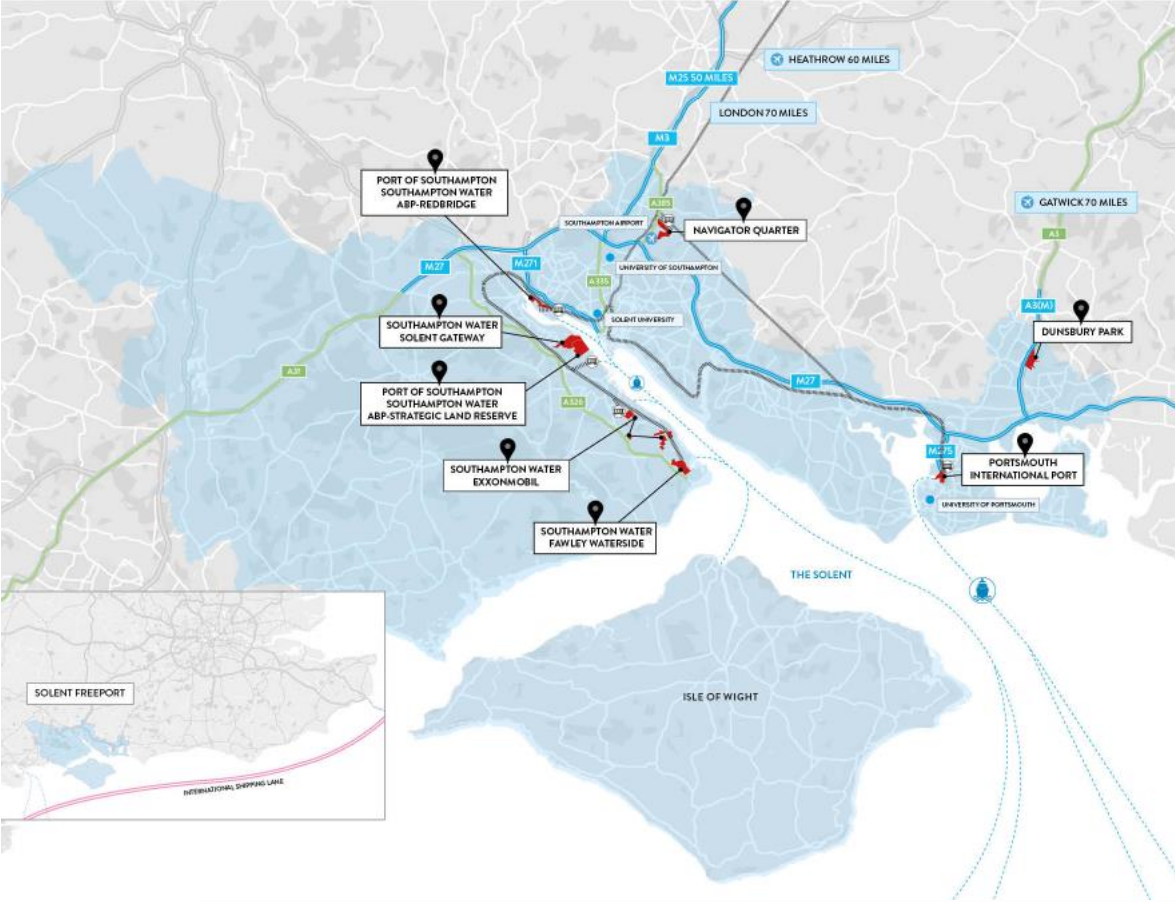 HEATHROW 60 MILES
M25 50 MILES
LONDON 70 MILES
M3
PORT OF SOUTHAMPTON
SOUTHAMPTON WATER
ABP-REDBRIDGE
A335
GATWICK 70 MILES
SOUTHAMPTON AIRPORT
NAVIGATOR QUARTER
A3
M27
M271
UNIVERSITY OF SOUTHAMPTON
A335
A3(M)
SOUTHAMPTON WATER
SOLENT GATEWAY
SOLENT UNIVERSITY
DUNSBURY PARK
A31
M27
PORT OF SOUTHAMPTON
SOUTHAMPTON WATER
ABP-STRATEGIC LAND RESERVE
A326
M275
SOUTHAMPTON WATER
EXXONMOBIL
PORTSMOUTH
INTERNATIONAL PORT
UNIVERSITY OF PORTSMOUTH
SOUTHAMPTON WATER
FAWLEY WATERSIDE
THE SOLENT
SOLENT FREEPORT
ISLE OF WIGHT
INTERNATIONAL SHIPPING LANE